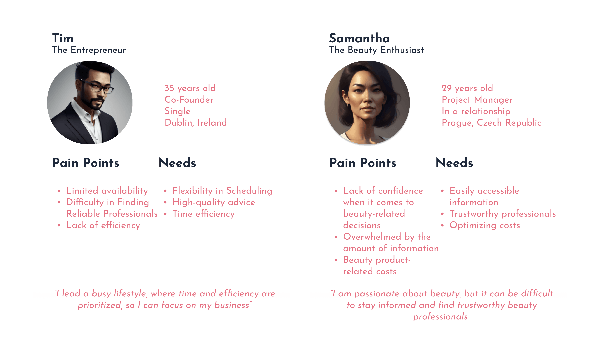 Tim
The Entrepreneur
35 years old
Co-Founder
Single
Dublin, Ireland
Pain Points
• Limited availability
• Difficulty in Finding
Reliable Professionals
• Lack of efficiency
Needs
• Flexibility in Scheduling
• High-quality advice
• Time efficiency
I lead a busy lifestyle, where time and efficiency are
prioritized, so I can focus on my business"
Samantha
The Beauty Enthusiast
29 years old
Project Manager
In a relationship
Prague, Czech Republic
Pain Points
• Lack of confidence
when it comes to
beauty-related
decisions
• Overwhelmed by the
amount of information
• Beauty product-
related costs
Needs
• Easily accessible
information
• Trustworthy professionals
• Optimizing costs
"I am passionate about beauty, but it can be difficult
to stay informed and find trustworthy beauty
professionals